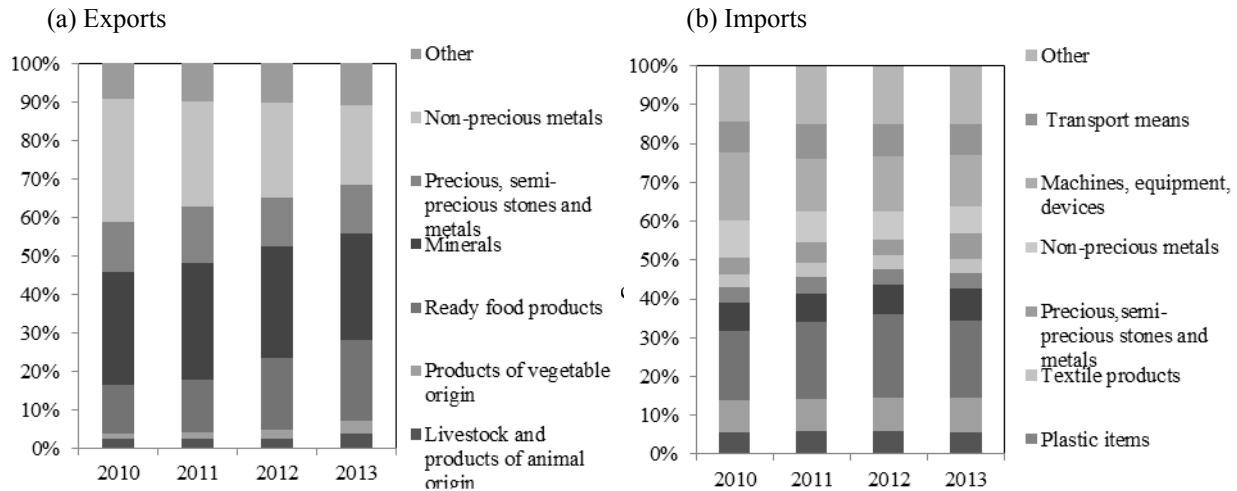 (a) Exports
100%
90%
80%
70%
60%
50%
40%
30%
20%
10%
0%
2010 2011 2012 2013
Other
Non-precious metals
Precious, semi-
precious stones and
metals
Minerals
Ready food products
Products of vegetable
origin
Livestock and
products of animal
origin
(b) Imports
100%
90%
80%
70%
60%
50%
40%
30%
20%
10%
0%
2010 2011 2012 2013
Other
Transport means
Machines, equipment,
devices
Non-precious metals
Precious,semi-
precious stones and
metals
Textile products
Plastic items